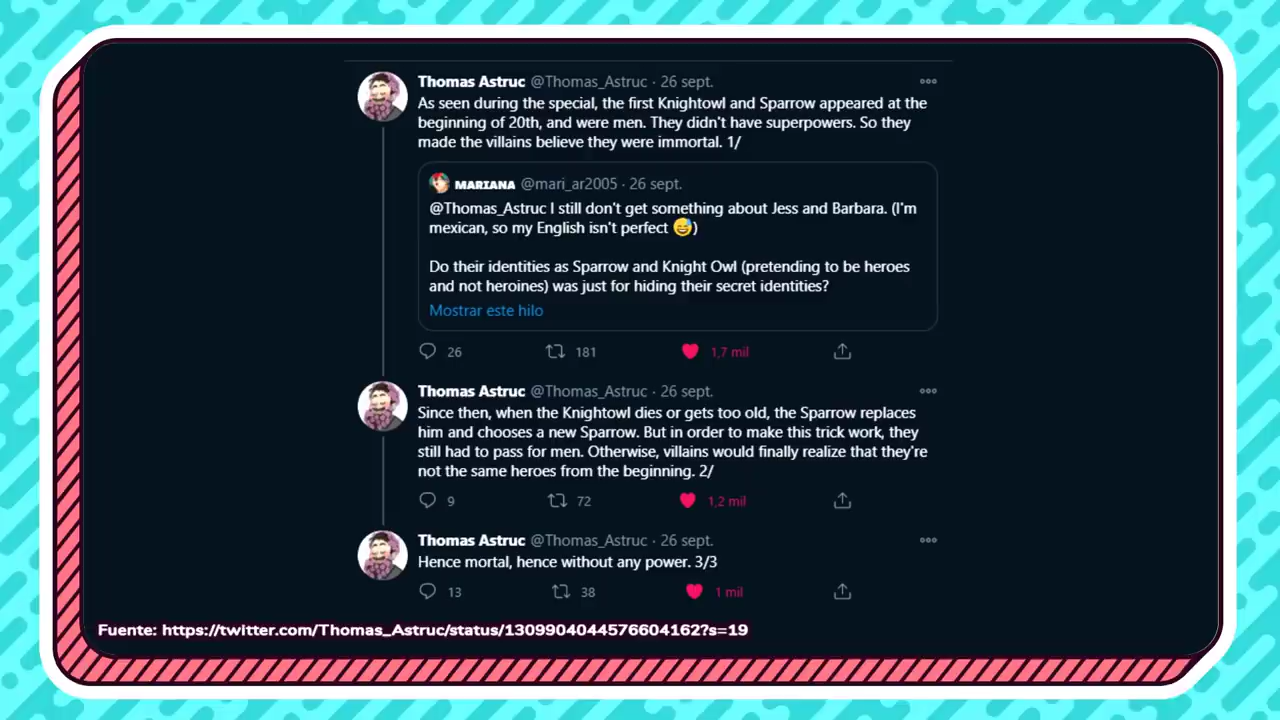 Thomas Astruc @Thomas_Astruc · 26 sept.
As seen during the special, the first Knightowl and Sparrow appeared at the
beginning of 20th, and were men. They didn't have superpowers. So they
made the villains believe they were immortal. 1/
MARIANA @mari_ar2005 · 26 sept.
@Thomas_Astruc I still don't get something about Jess and Barbara. (I'm
mexican, so my English isn't perfect 😅)
Do their identities as Sparrow and Knight Owl (pretending to be heroes
and not heroines) was just for hiding their secret identities?
Mostrar este hilo
26 181 1,7 mil
Thomas Astruc @Thomas_Astruc · 26 sept.
Since then, when the Knightowl dies or gets too old, the Sparrow replaces
him and chooses a new Sparrow. But in order to make this trick work, they
still had to pass for men. Otherwise, villains would finally realize that they're
not the same heroes from the beginning. 2/
9 72 1,2 mil
Thomas Astruc @Thomas_Astruc · 26 sept.
Hence mortal, hence without any power. 3/3
13 38 1 mil
Fuente: https://twitter.com/Thomas_Astruc/status/1309904044576604162?s=19